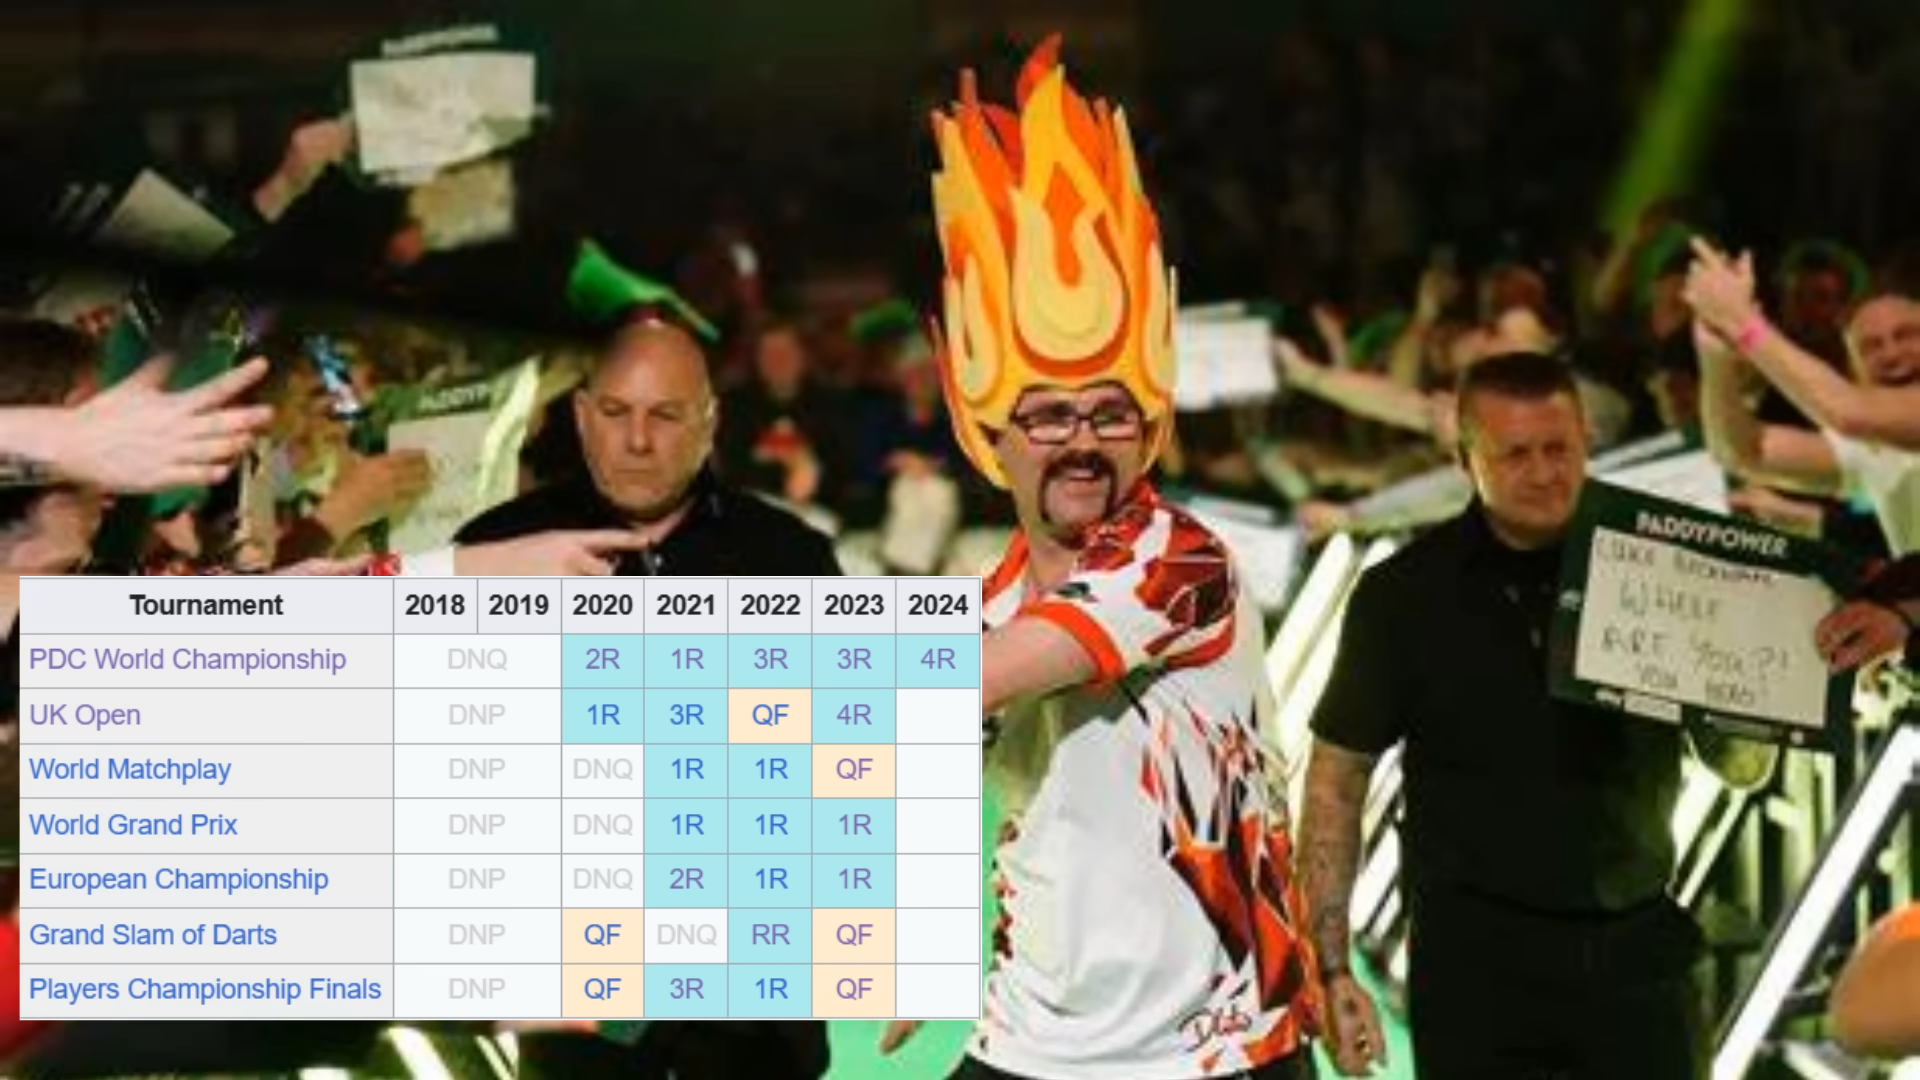 PADDYPOWER
WHERE
ARE YOU?!
Tournament 2018 2019 2020 2021 2022 2023 2024
PDC World Championship DNQ 2R 1R 3R 3R 4R
UK Open DNP 1R 3R QF 4R
World Matchplay DNP DNQ 1R 1R QF
World Grand Prix DNP DNQ 1R 1R 1R
European Championship DNP DNQ 2R 1R 1R
Grand Slam of Darts DNP QF DNQ RR QF
Players Championship Finals DNP QF 3R 1R QF